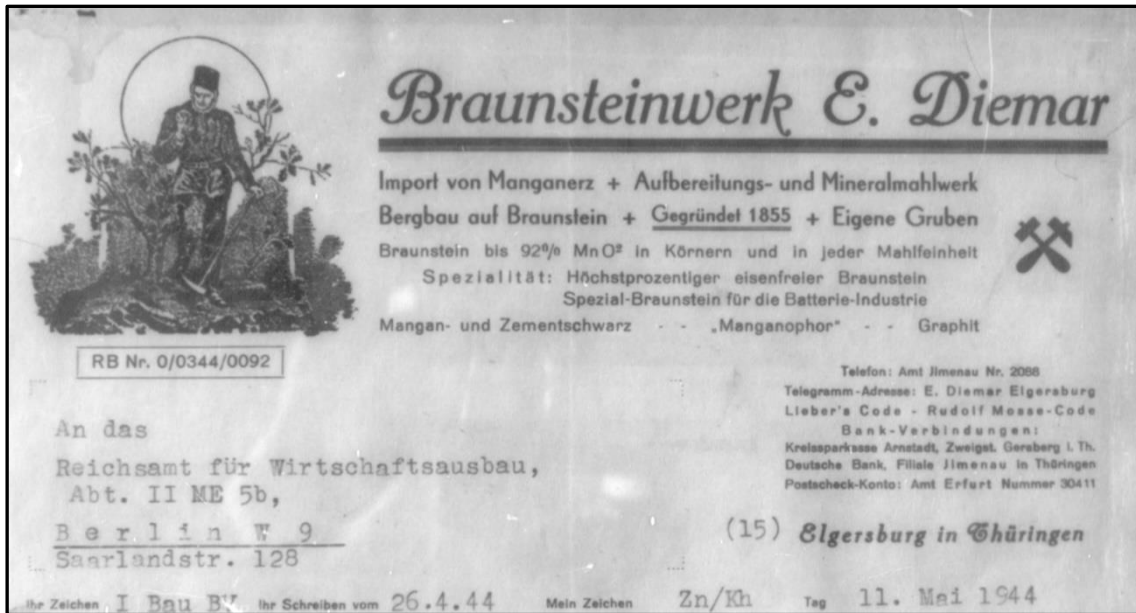 Braunsteinwerk E. Diemar
Import von Manganerz + Aufbereitungs- und Mineralmahlwerk
Bergbau auf Braunstein + Gegründet 1855 + Eigene Gruben
Braunstein bis 92% MnO² in Körnern und in jeder Mahlfeinheit
Spezialität: Höchstprozentiger eisenfreier Braunstein
Spezial-Braunstein für die Batterie-Industrie
Mangan- und Zementschwarz - - „Manganophor" - - Graphit
RB Nr. 0/0344/0092
Telefon: Amt Jlmenau Nr. 2088
Telegramm-Adresse: E. Diemar Elgersburg
Lieber's Code - Rudolf Mosse-Code
Bank-Verbindungen:
Kreissparkasse Arnstadt, Zweigst. Geraberg i. Th.
Deutsche Bank, Filiale Jlmenau in Thüringen
Postscheck-Konto: Amt Erfurt Nummer 30411
An das
Reichsamt für Wirtschaftsausbau,
Abt. II ME 5b,
Berlin W 9
Saarlandstr. 128
(15) Elgersburg in Thüringen
Ihr Zeichen I Bau BV Ihr Schreiben vom 26.4.44 Mein Zeichen Zn/Kh Tag 11. Mai 1944